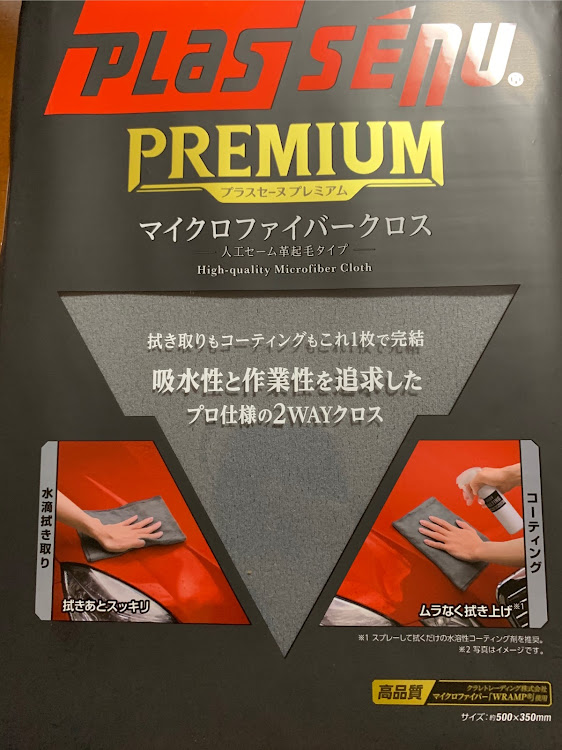 PLAS SÉNU®
PREMIUM
プラスセーヌ プレミアム
マイクロファイバークロス
人工セーム革起毛タイプ
High-quality Microfiber Cloth
拭き取りもコーティングもこれ1枚で完結
吸水性と作業性を追求した
プロ仕様の2WAYクロス
水滴拭き取り
拭きあとスッキリ
コーティング
ムラなく拭き上げ※1
※1 スプレーして拭くだけの水溶性コーティング剤を推奨。
※2 写真はイメージです。
高品質
クラレトレーディング株式会社
マイクロファイバー「WRAMP®」使用
サイズ：約500×350mm